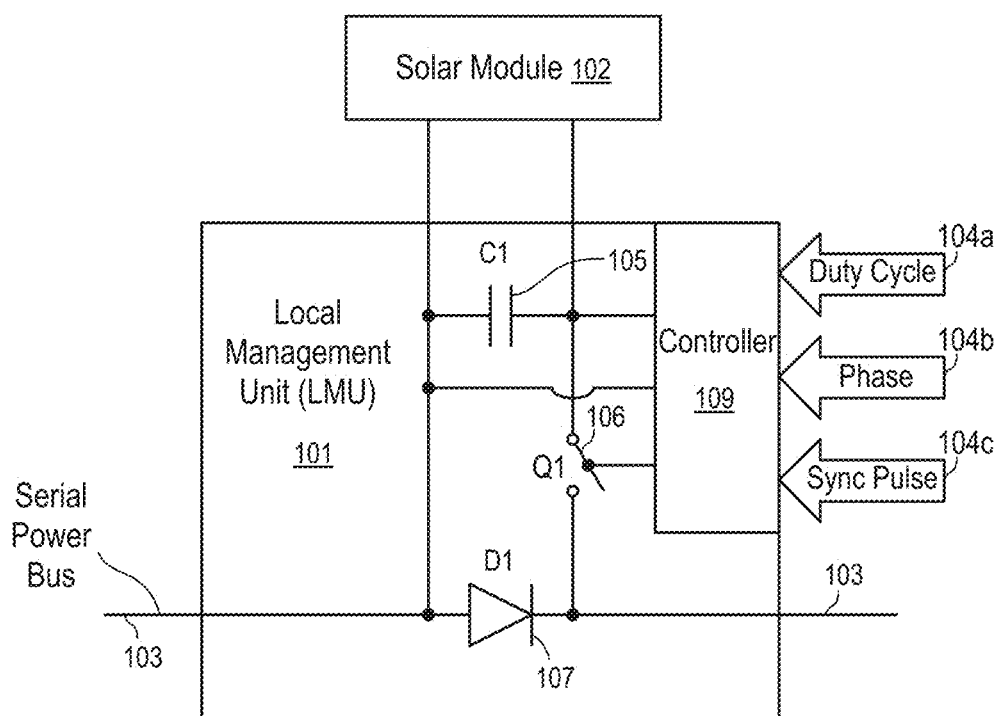 Solar Module 102
C1
105
104a
Duty Cycle
Local
Management
Unit (LMU)
101
Controller
109
104b
Phase
106
Q1
104c
Sync Pulse
Serial
Power
Bus
D1
103
103
107